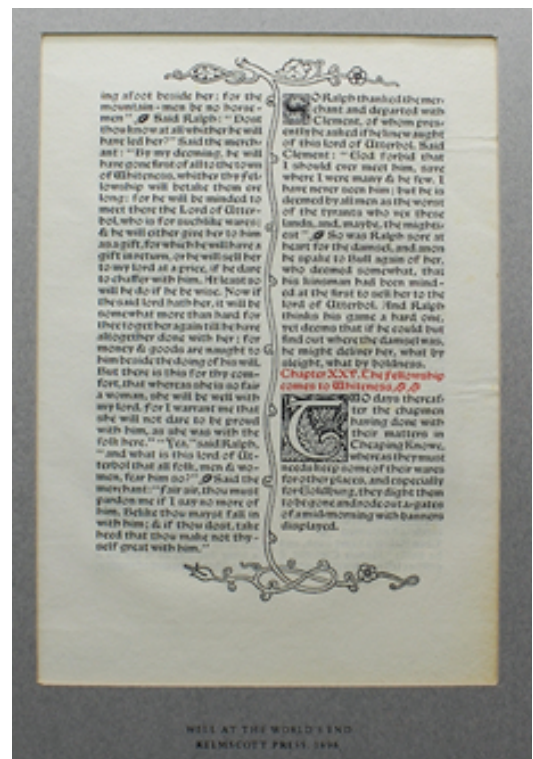 ing afoot beside her; for the
mountain-men be no horse-
men". Said Ralph: "Dost
thou know at all whither he will
have led her?" Said the merch-
ant: "By my deeming, he will
have gone first of all to the town
of Whiteness, whither thy fel-
lowship will betake them ere
long: for he will be minded to
meet there the Lord of Utter-
bol, who is for suchlike wares;
& he will either give her to him
as a gift, for which he will have a
gift in return, or he will sell her
to my lord at a price, if he dare
to chaffer with him. At least so
will he do if he be wise. Now if
the said lord hath her, it will be
somewhat more than hard for
thee to get her again till he have
altogether done with her; for
money & goods are naught to
him beside the doing of his will.
But there is this for thy com-
fort, that whereas she is so fair
a woman, she will be well with
my lord. For I warrant me that
she will not dare to be proud
with him, as she was with the
folk here." "Yea," said Ralph,
"and what is this lord of Ut-
terbol that all folk, men & wo-
men, fear him so?" Said the
merchant: "Fair sir, thou must
pardon me if I say no more of
him. Belike thou mayst fall in
with him; & if thou dost, take
heed that thou make not thy-
self great with him."
SO Ralph thanked the mer-
chant and departed with
Clement, of whom pres-
ently he asked if he knew aught
of this lord of Utterbol. Said
Clement: "God forbid that
I should ever meet him, save
where I were many & he few. I
have never seen him; but he is
deemed by all men as the worst
of the tyrants who vex these
lands, and, maybe, the mighti-
est". So was Ralph sore at
heart for the damsel, and anon
he spake to Bull again of her,
who deemed somewhat, that
his kinsman had been mind-
ed at the first to sell her to the
lord of Utterbol. And Ralph
thinks his game a hard one,
yet deems that if he could but
find out where the damsel was,
he might deliver her, what by
sleight, what by boldness.
Chapter XXV. The fellowship
comes to Whiteness.
TWO days thereaf-
ter the chapmen
having done with
their matters in
Cheaping Knowe,
whereas they must
needs keep some of their wares
for other places, and especially
for Goldburg, they dight them
to be gone and rode out a-gates
of a mid-morning with banners
displayed.
WELL AT THE WORLD'S END
KELMSCOTT PRESS, 1896